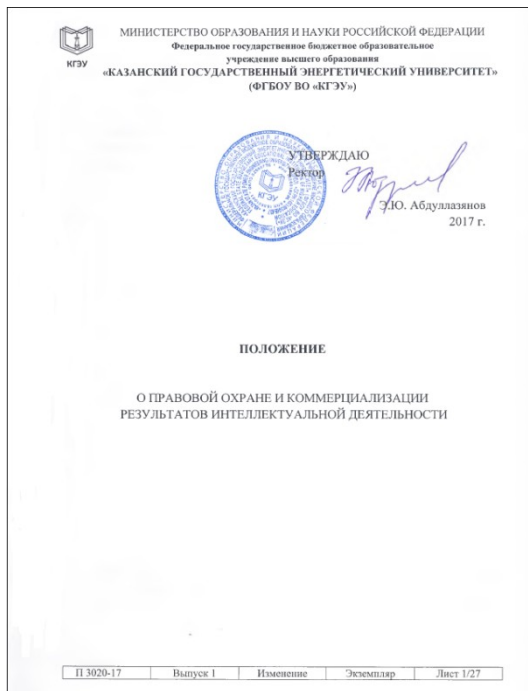 МИНИСТЕРСТВО ОБРАЗОВАНИЯ И НАУКИ РОССИЙСКОЙ ФЕДЕРАЦИИ
Федеральное государственное бюджетное образовательное
учреждение высшего образования
«КАЗАНСКИЙ ГОСУДАРСТВЕННЫЙ ЭНЕРГЕТИЧЕСКИЙ УНИВЕРСИТЕТ»
(ФГБОУ ВО «КГЭУ»)
КГЭУ
УТВЕРЖДАЮ
Ректор
КГЭУ
Э.Ю. Абдуллазянов
2017 г.
ПОЛОЖЕНИЕ
О ПРАВОВОЙ ОХРАНЕ И КОММЕРЦИАЛИЗАЦИИ
РЕЗУЛЬТАТОВ ИНТЕЛЛЕКТУАЛЬНОЙ ДЕЯТЕЛЬНОСТИ
П 3020-17 Выпуск 1 Изменение Экземпляр Лист 1/27